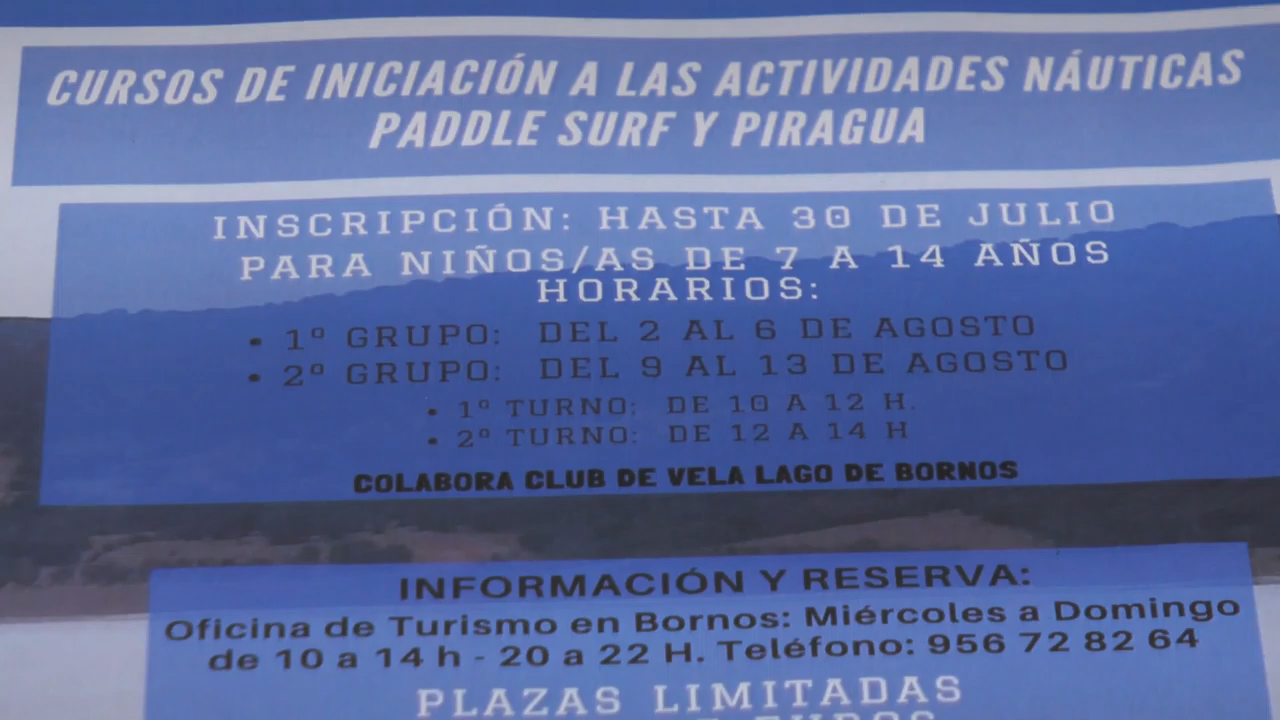 CURSOS DE INICIACIÓN A LAS ACTIVIDADES NÁUTICAS
PADDLE SURF Y PIRAGUA
INSCRIPCIÓN: HASTA 30 DE JULIO
PARA NIÑOS/AS DE 7 A 14 AÑOS
HORARIOS:
• 1º GRUPO: DEL 2 AL 6 DE AGOSTO
• 2º GRUPO: DEL 9 AL 13 DE AGOSTO
• 1º TURNO: DE 10 A 12 H.
• 2º TURNO: DE 12 A 14 H
COLABORA CLUB DE VELA LAGO DE BORNOS
INFORMACIÓN Y RESERVA:
Oficina de Turismo en Bornos: Miércoles a Domingo
de 10 a 14 h - 20 a 22 H. Teléfono: 956 72 82 64
PLAZAS LIMITADAS